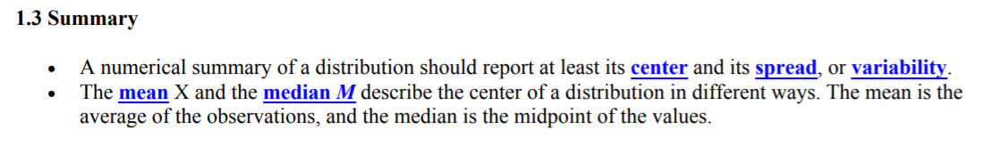 1.3 Summary
• A numerical summary of a distribution should report at least its center and its spread, or variability.
• The mean X and the median M describe the center of a distribution in different ways. The mean is the
average of the observations, and the median is the midpoint of the values.